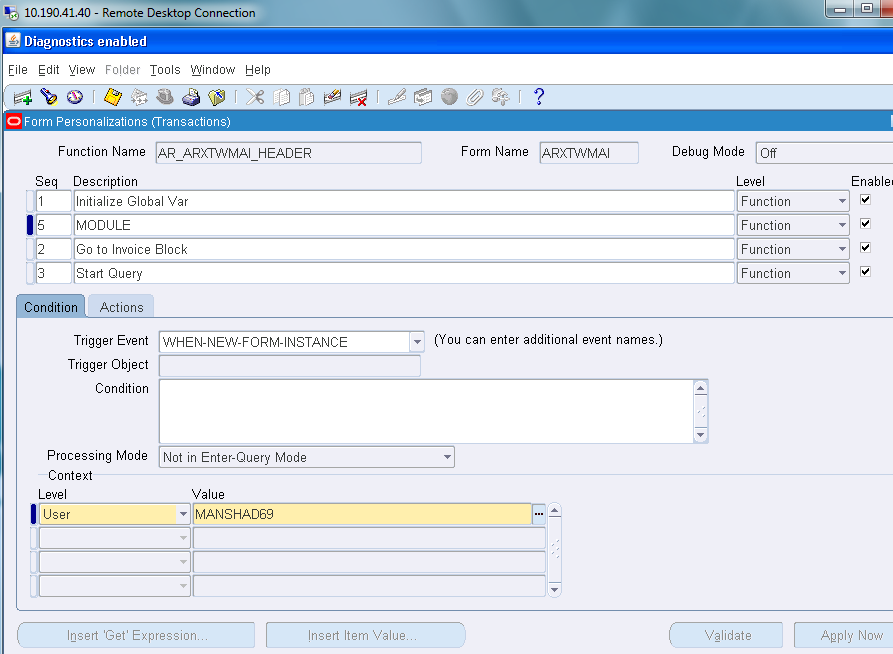 10.190.41.40 - Remote Desktop Connection
Diagnostics enabled
File Edit View Folder Tools Window Help
Form Personalizations (Transactions)
Function Name AR_ARXTWMAI_HEADER Form Name ARXTWMAI Debug Mode Off
Seq Description Level Enabled
1 Initialize Global Var Function
5 MODULE Function
2 Go to Invoice Block Function
3 Start Query Function
Condition Actions
Trigger Event WHEN-NEW-FORM-INSTANCE (You can enter additional event names.)
Trigger Object
Condition
Processing Mode Not in Enter-Query Mode
Context
Level Value
User MANSHAD69 ...
Insert 'Get' Expression... Insert Item Value... Validate Apply Now